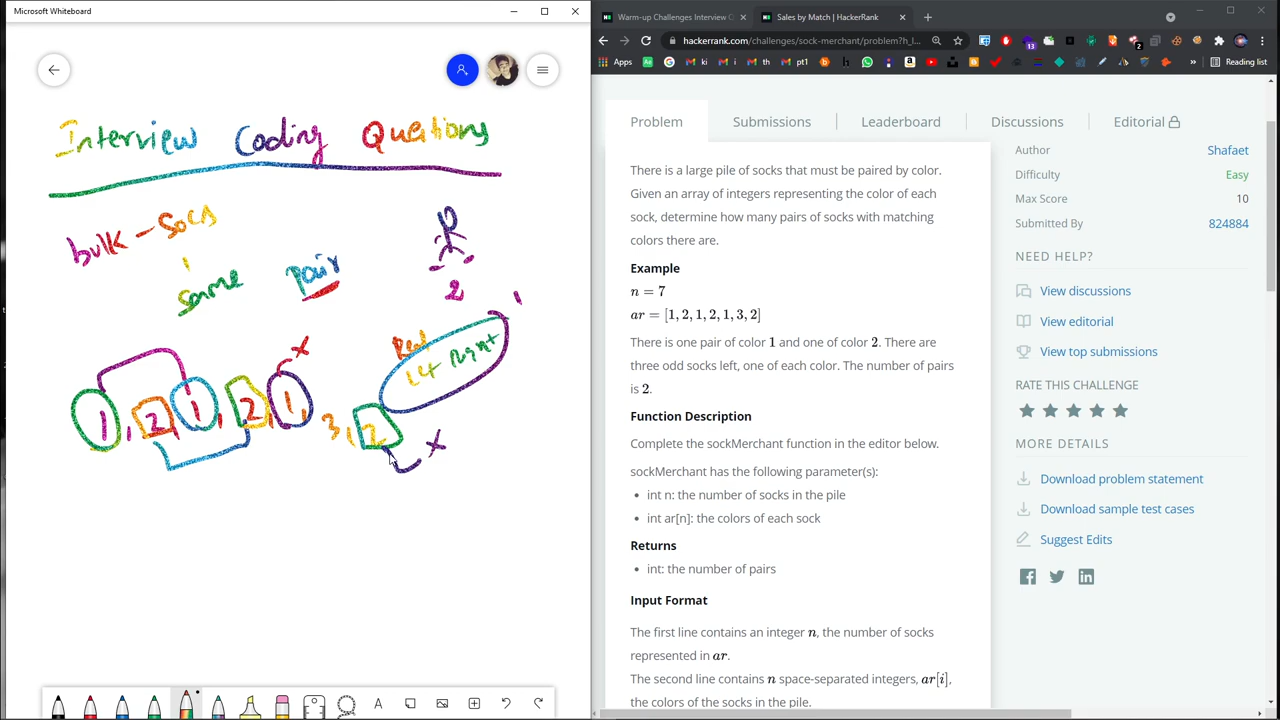 Microsoft Whiteboard
Interview Coding Quations
bulk - Socs
same
pair
2
Red
Let Right
1, 2, 1, 2, 1, 3, 2
x
x
Warm-up Challenges Interview
Sales by Match | HackerRank
hackerrank.com/challenges/sock-merchant/problem?h_l...
Apps
ki
i
th
pt1
Reading list
Problem
Submissions
Leaderboard
Discussions
Editorial
There is a large pile of socks that must be paired by color.
Given an array of integers representing the color of each
sock, determine how many pairs of socks with matching
colors there are.
Example
n = 7
ar = [1, 2, 1, 2, 1, 3, 2]
There is one pair of color 1 and one of color 2. There are
three odd socks left, one of each color. The number of pairs
is 2.
Function Description
Complete the sockMerchant function in the editor below.
sockMerchant has the following parameter(s):
• int n: the number of socks in the pile
• int ar[n]: the colors of each sock
Returns
• int: the number of pairs
Input Format
The first line contains an integer n, the number of socks
represented in ar.
The second line contains n space-separated integers, ar[i],
the colors of the socks in the pile.
Author
Shafaet
Difficulty
Easy
Max Score
10
Submitted By
824884
NEED HELP?
View discussions
View editorial
View top submissions
RATE THIS CHALLENGE
MORE DETAILS
Download problem statement
Download sample test cases
Suggest Edits